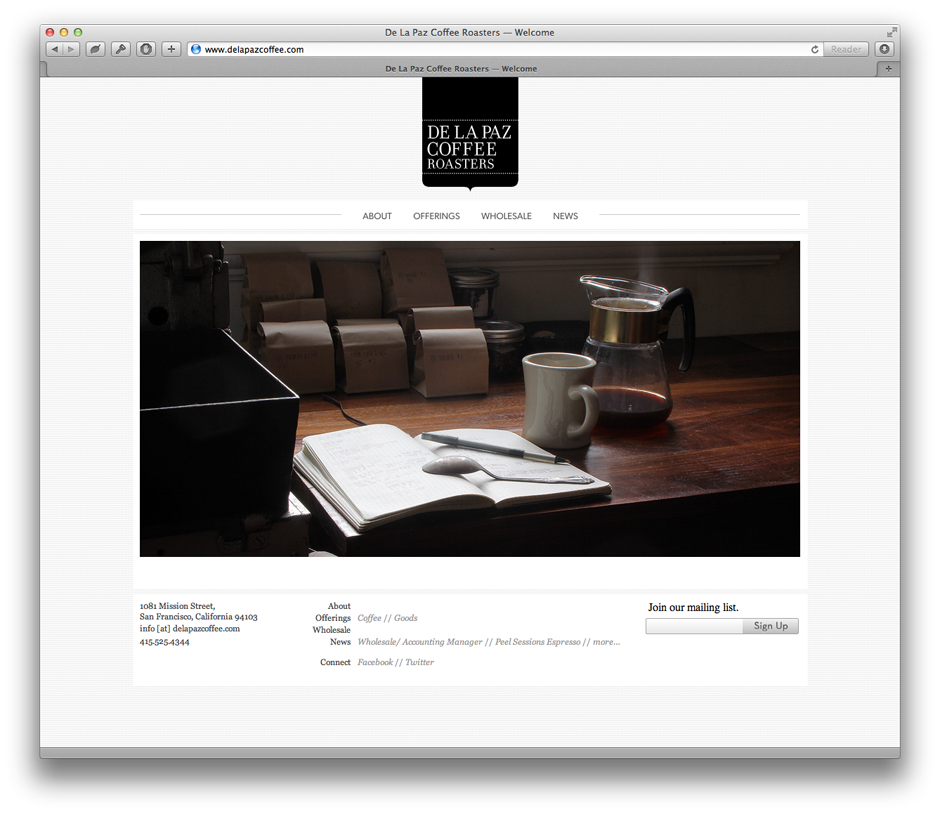 De La Paz Coffee Roasters — Welcome
www.delapazcoffee.com
Reader
De La Paz Coffee Roasters — Welcome
DE LA PAZ
COFFEE
ROASTERS
ABOUT OFFERINGS WHOLESALE NEWS
1081 Mission Street,
San Francisco, California 94103
info [at] delapazcoffee.com
415.525.4344
About
Offerings Coffee // Goods
Wholesale
News Wholesale/ Accounting Manager // Peel Sessions Espresso // more...
Connect Facebook // Twitter
Join our mailing list.
Sign Up